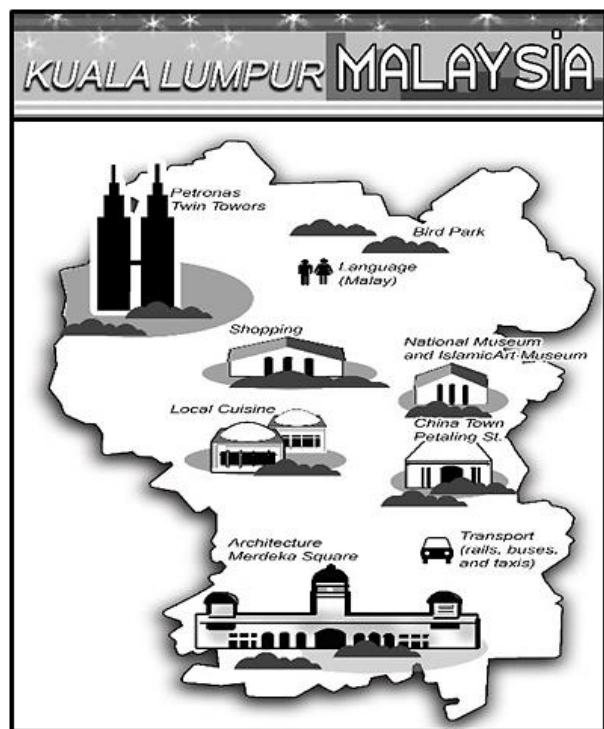 KUALA LUMPUR MALAYSİA
Petronas
Twin Towers
Bird Park
Language
(Malay)
Shopping
National Museum
and IslamicArt Museum
Local Cuisine
China Town
Petaling St.
Architecture
Merdeka Square
Transport
(rails, buses,
and taxis)